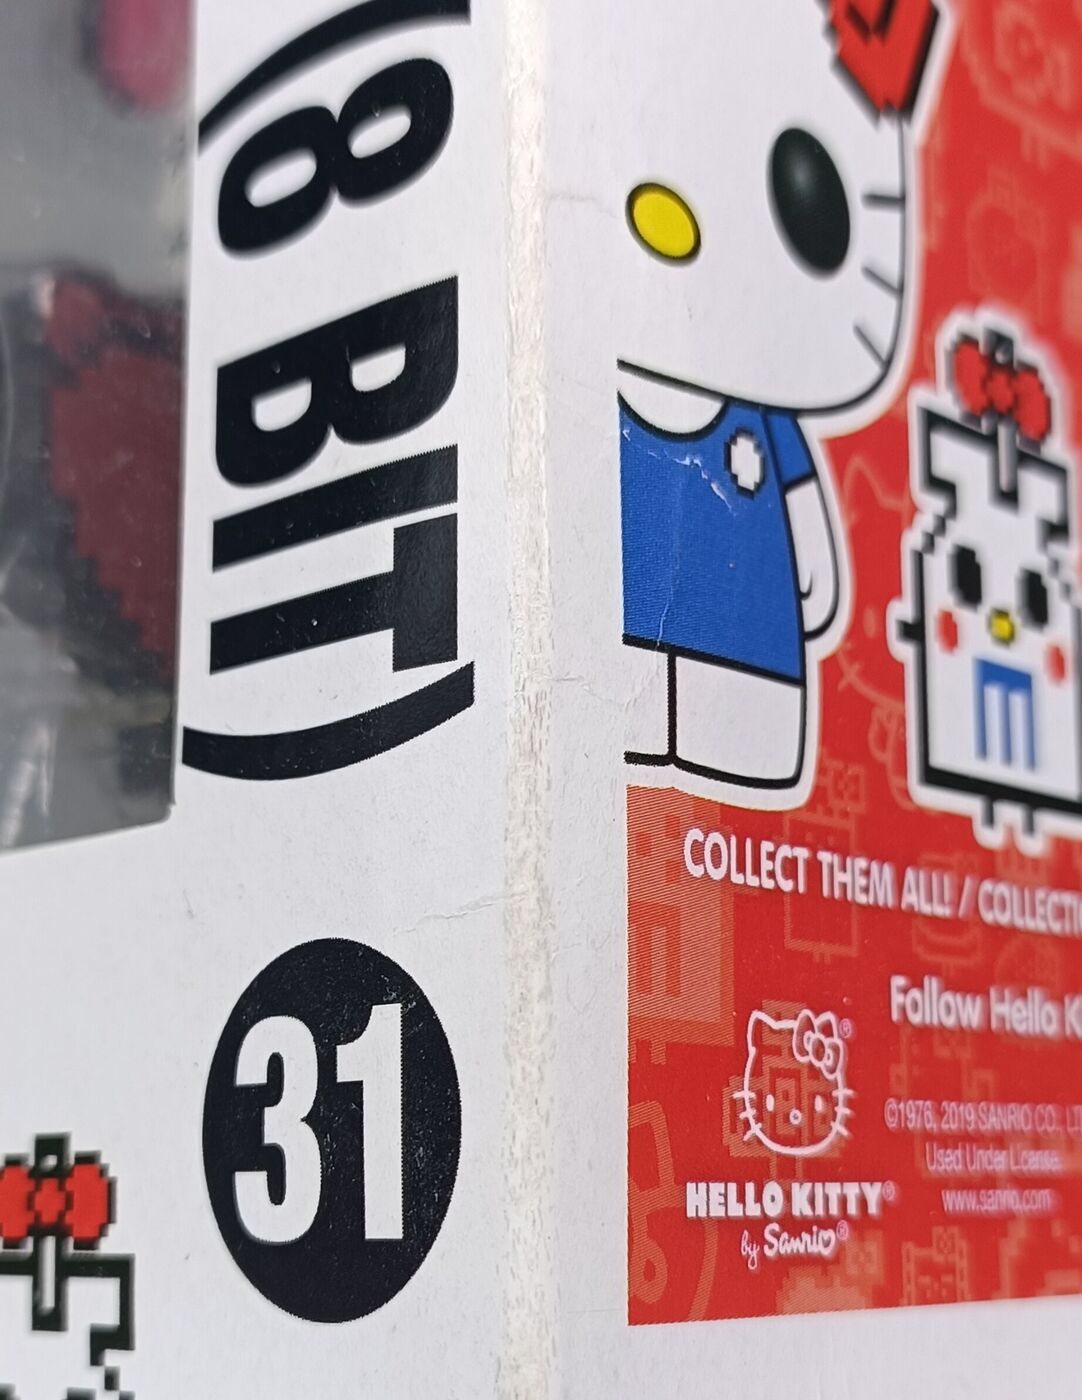 (8 BIT)
31
COLLECT THEM ALL! / COLLECTI
Follow Hello K
©1976, 2019 SANRIO CO., LT
Used Under License.
www.sanrio.com
HELLO KITTY®
by Sanrio®